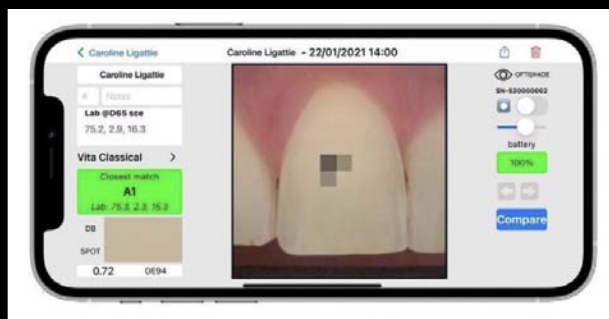 Caroline Ligattie
Caroline Ligattie - 22/01/2021 14:00
Caroline Ligattie
# Notes
Lab @D65 sce
75.2, 2.9, 16.3
Vita Classical >
Closest match
A1
Lab: 75.3, 2.3, 15.3
DB
SPOT
0.72 DE94
OPTISHADE
SN-520000002
battery
100%
Compare